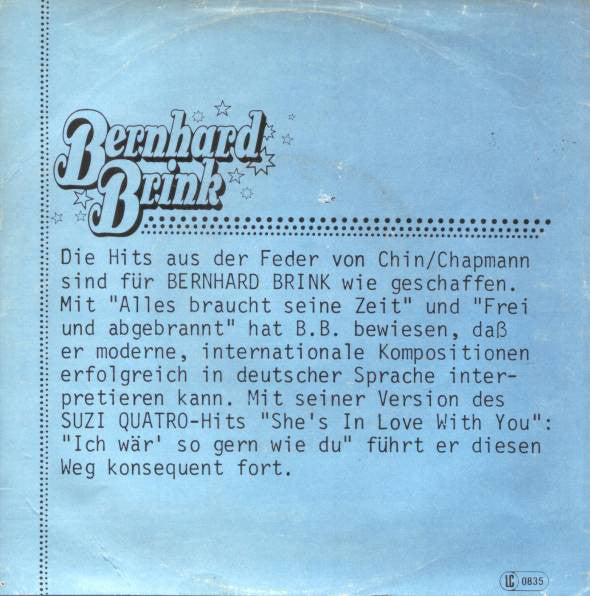 Bernhard
Brink
Die Hits aus der Feder von Chin/Chapmann
sind für BERNHARD BRINK wie geschaffen.
Mit "Alles braucht seine Zeit" und "Frei
und abgebrannt" hat B.B. bewiesen, daß
er moderne, internationale Kompositionen
erfolgreich in deutscher Sprache inter-
pretieren kann. Mit seiner Version des
SUZI QUATRO-Hits "She's In Love With You":
"Ich wär' so gern wie du" führt er diesen
Weg konsequent fort.
LC 0835